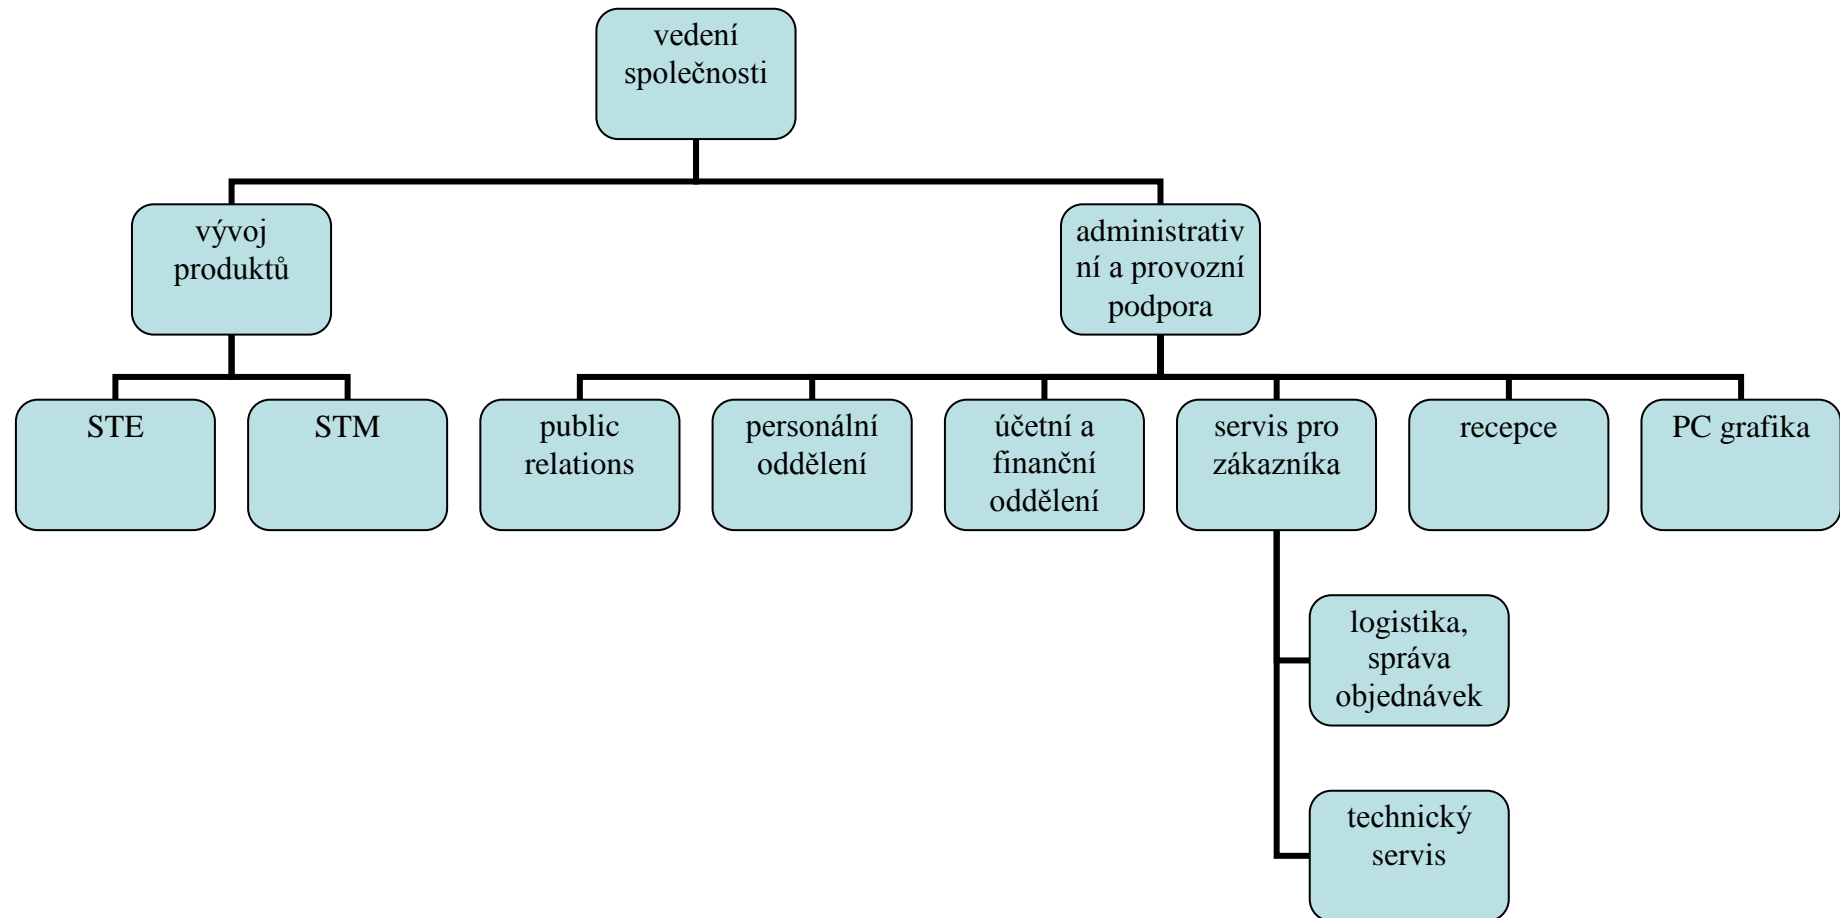 vedení
společnosti
vývoj
produktů
administrativ
ní a provozní
podpora
STE
STM
public
relations
personální
oddělení
účetní a
finanční
oddělení
servis pro
zákazníka
recepce
PC grafika
logistika,
správa
objednávek
technický
servis